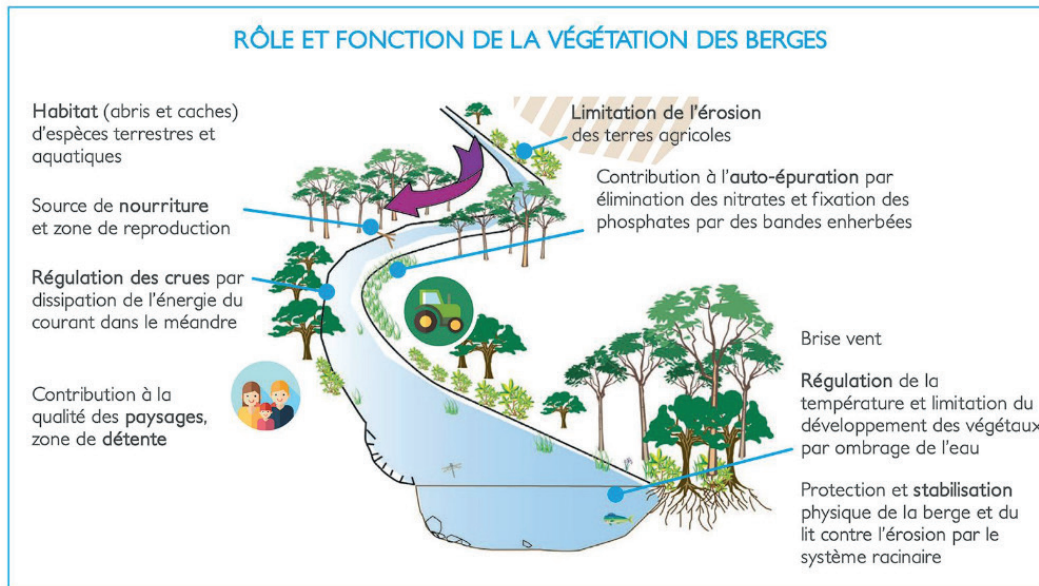 RÔLE ET FONCTION DE LA VÉGÉTATION DES BERGES
Habitat (abris et caches)
d'espèces terrestres et
aquatiques
Source de nourriture
et zone de reproduction
Régulation des crues par
dissipation de l'énergie du
courant dans le méandre
Contribution à la
qualité des paysages,
zone de détente
Limitation de l'érosion
des terres agricoles
Contribution à l'auto-épuration par
élimination des nitrates et fixation des
phosphates par des bandes enherbées
Brise vent
Régulation de la
température et limitation du
développement des végétaux
par ombrage de l'eau
Protection et stabilisation
physique de la berge et du
lit contre l'érosion par le
système racinaire